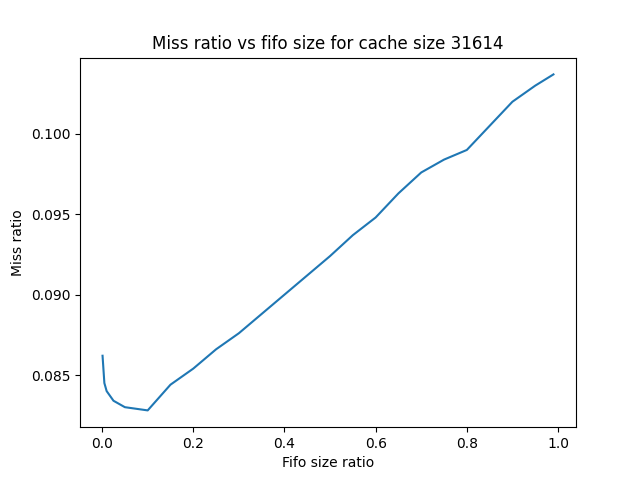 Miss ratio vs fifo size for cache size 31614
0.100
0.095
0.090
0.085
Miss ratio
0.0 0.2 0.4 0.6 0.8 1.0
Fifo size ratio